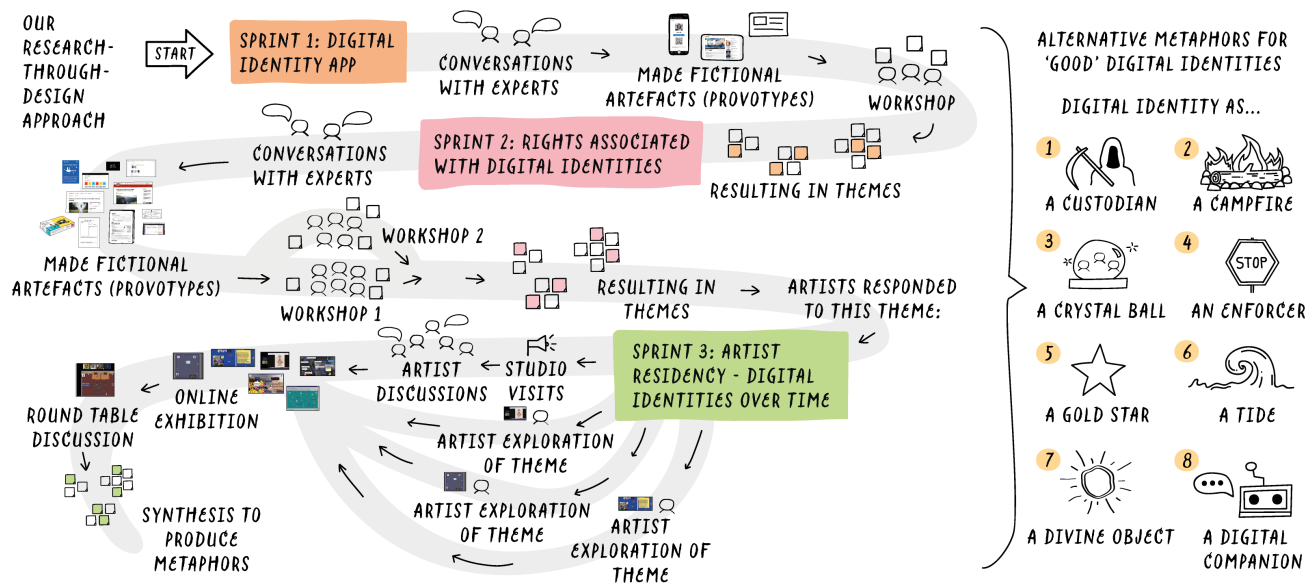 OUR
RESEARCH-
THROUGH-
DESIGN
APPROACH
START
SPRINT 1: DIGITAL
IDENTITY APP
CONVERSATIONS
WITH EXPERTS
MADE FICTIONAL
ARTEFACTS (PROVOTYPES)
WORKSHOP
RESULTING IN THEMES
SPRINT 2: RIGHTS ASSOCIATED
WITH DIGITAL IDENTITIES
CONVERSATIONS
WITH EXPERTS
MADE FICTIONAL
ARTEFACTS (PROVOTYPES)
WORKSHOP 2
WORKSHOP 1
RESULTING IN
THEMES
ARTISTS RESPONDED
TO THIS THEME:
SPRINT 3: ARTIST
RESIDENCY - DIGITAL
IDENTITIES OVER TIME
STUDIO
VISITS
ARTIST
DISCUSSIONS
ARTIST EXPLORATION
OF THEME
ARTIST EXPLORATION
OF THEME
ARTIST
EXPLORATION OF
THEME
ONLINE
EXHIBITION
ROUND TABLE
DISCUSSION
SYNTHESIS TO
PRODUCE
METAPHORS
ALTERNATIVE METAPHORS FOR
'GOOD' DIGITAL IDENTITIES
DIGITAL IDENTITY AS...
1
A CUSTODIAN
2
A CAMPFIRE
3
A CRYSTAL BALL
4
STOP
AN ENFORCER
5
A GOLD STAR
6
A TIDE
7
A DIVINE OBJECT
8
A DIGITAL
COMPANION